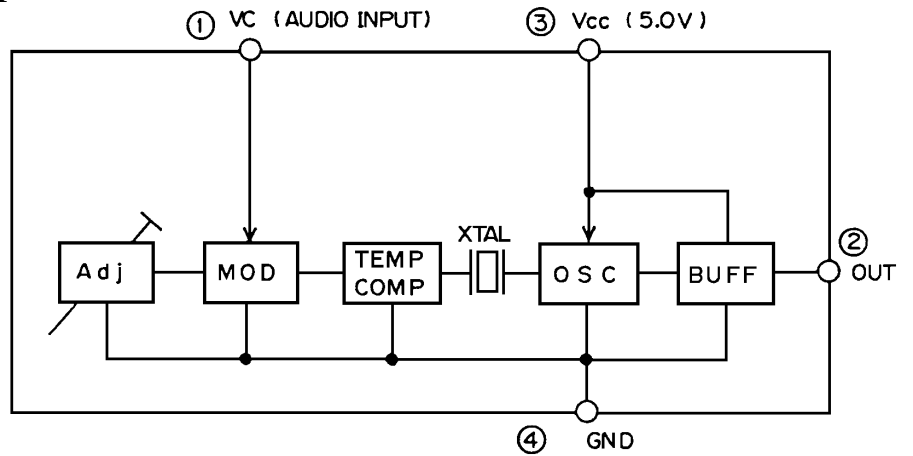 ① VC (AUDIO INPUT)
③ Vcc (5.0V)
XTAL
②
Adj
MOD
TEMP
COMP
OSC
BUFF
OUT
④ GND